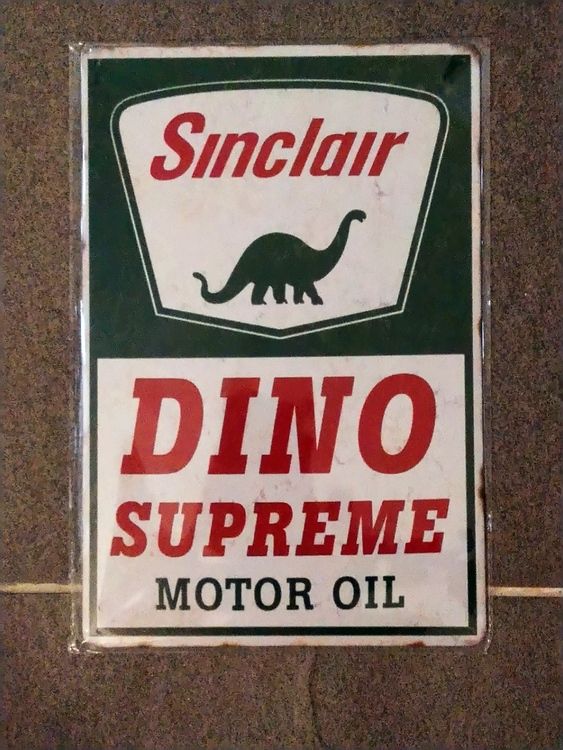 Sinclair
DINO
SUPREME
MOTOR OIL